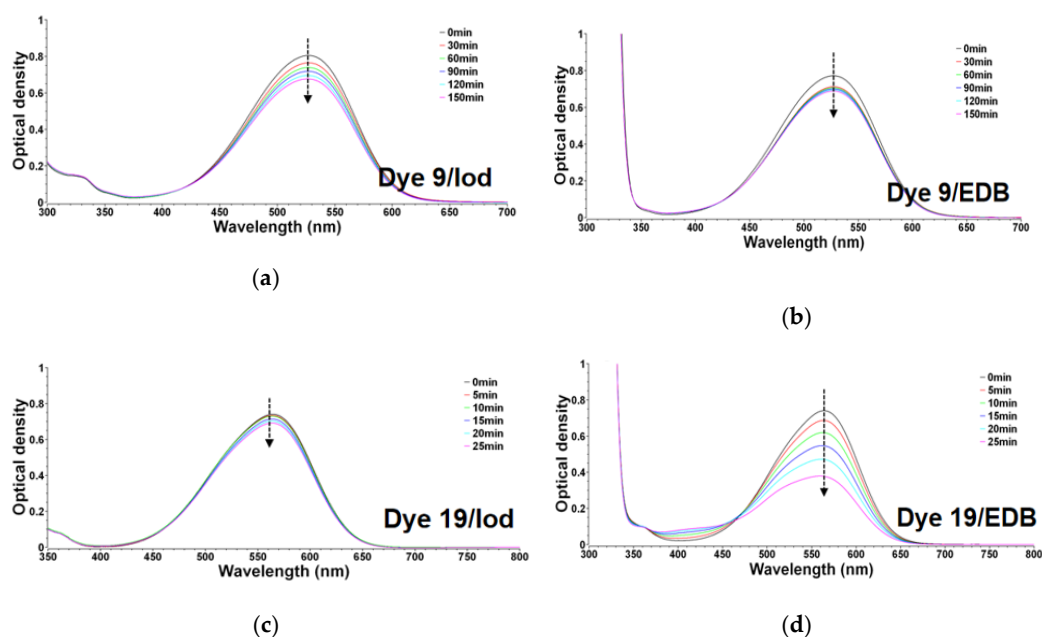 1
0.8
0.6
0.4
0.2
0
Optical density
300 350 400 450 500 550 600 650 700
Wavelength (nm)
0min
30min
60min
90min
120min
150min
Dye 9/Iod
(a)
1
0.8
0.6
0.4
0.2
0
Optical density
300 350 400 450 500 550 600 650 700
Wavelength (nm)
0min
30min
60min
90min
120min
150min
Dye 9/EDB
(b)
1
0.8
0.6
0.4
0.2
0
Optical density
350 400 450 500 550 600 650 700 750 800
Wavelength (nm)
0min
5min
10min
15min
20min
25min
Dye 19/Iod
(c)
1
0.8
0.6
0.4
0.2
0
Optical density
300 350 400 450 500 550 600 650 700 750 800
Wavelength (nm)
0min
5min
10min
15min
20min
25min
Dye 19/EDB
(d)